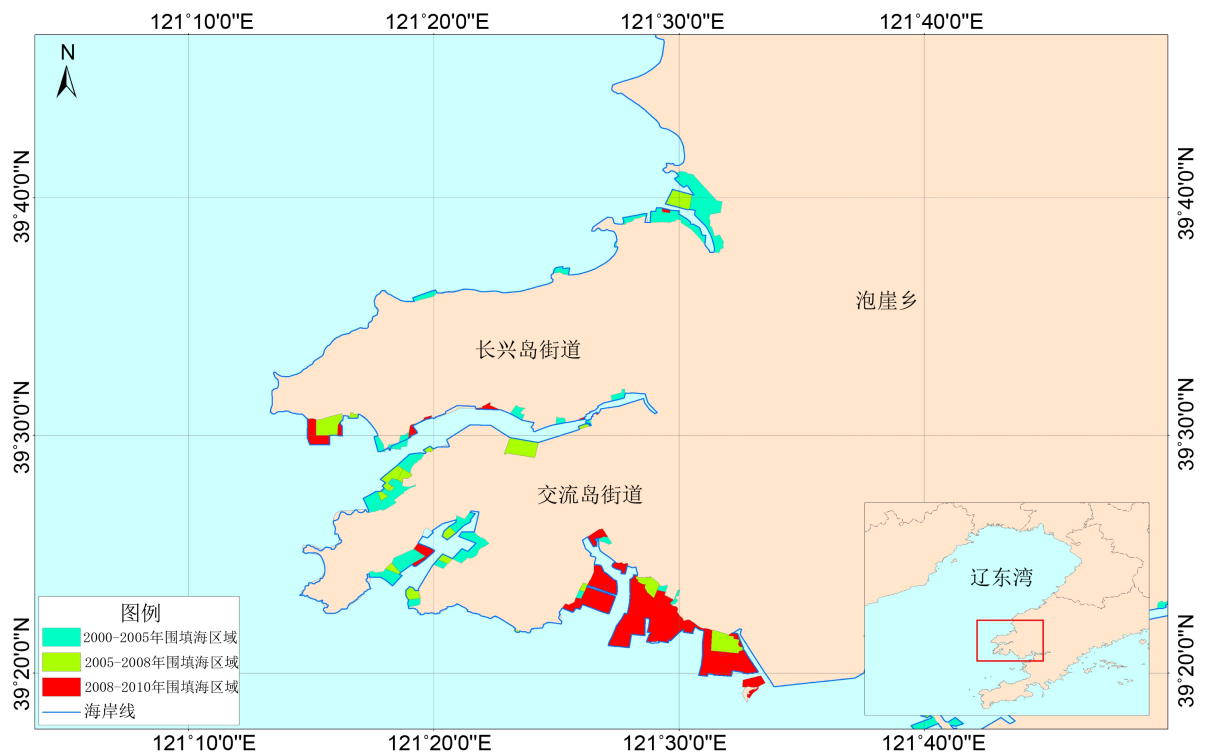 121°10'0"E 121°20'0"E 121°30'0"E 121°40'0"E
N
39°40'0"N 39°40'0"N
泡崖乡
长兴岛街道
39°30'0"N 39°30'0"N
交流岛街道
辽东湾
图例
2000-2005年围填海区域
2005-2008年围填海区域
2008-2010年围填海区域
海岸线
39°20'0"N 39°20'0"N
121°10'0"E 121°20'0"E 121°30'0"E 121°40'0"E